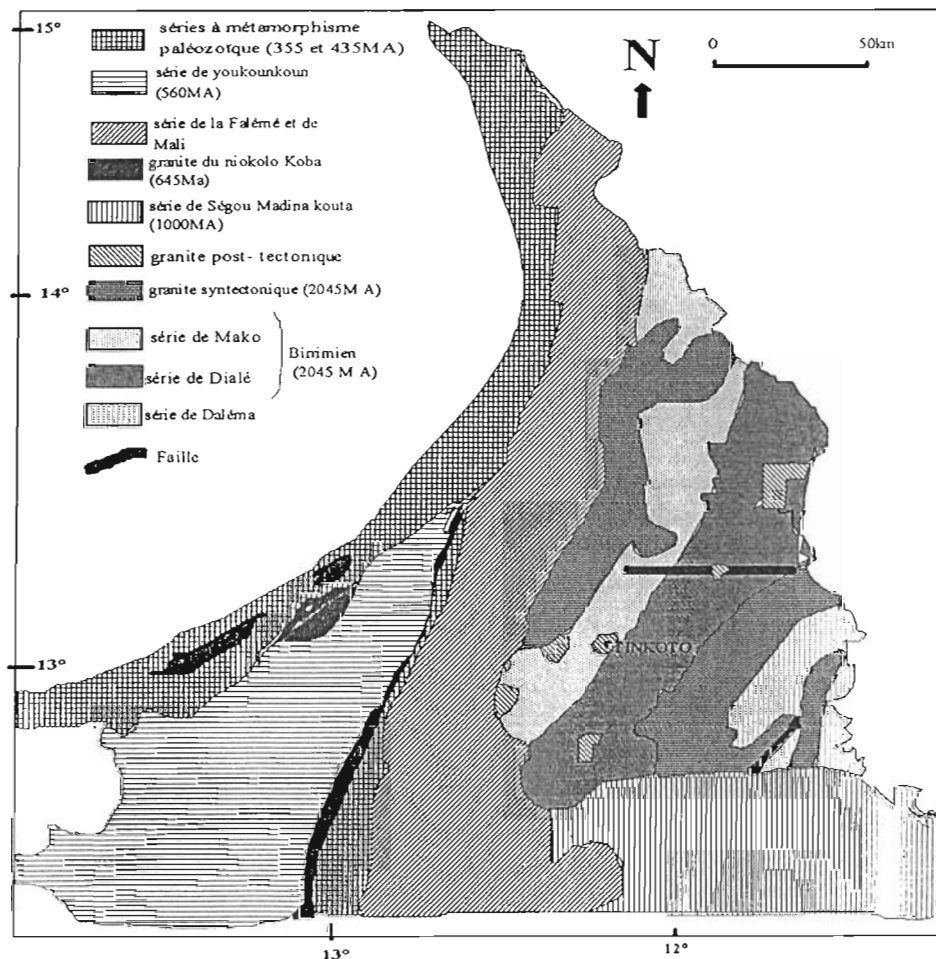 15°
séries à métamorphisme
paléozoïque (355 et 435MA)
série de youkounkoun
(560MA)
série de la Falémé et de
Mali
granite du niokolo Koba
(645Ma)
série de Ségou Madina kouta
(1000MA)
granite post- tectonique
14°
granite syntectonique (2045M A)
série de Mako
série de Dialé
Birrimien
(2045 M A)
série de Daléma
Faille
N
0
50km
13°
TINKOTO
13°
12°